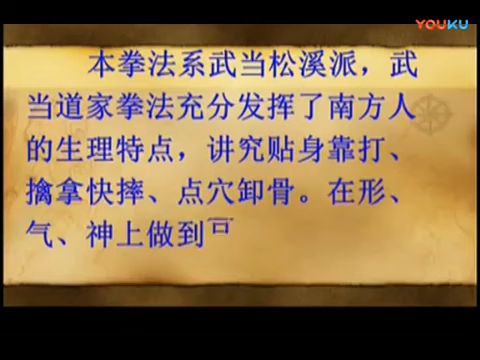 YOUKU
本拳法系武当松溪派，武
当道家拳法充分发挥了南方人
的生理特点，讲究贴身靠打、
擒拿快摔、点穴卸骨。在形、
气、神上做到